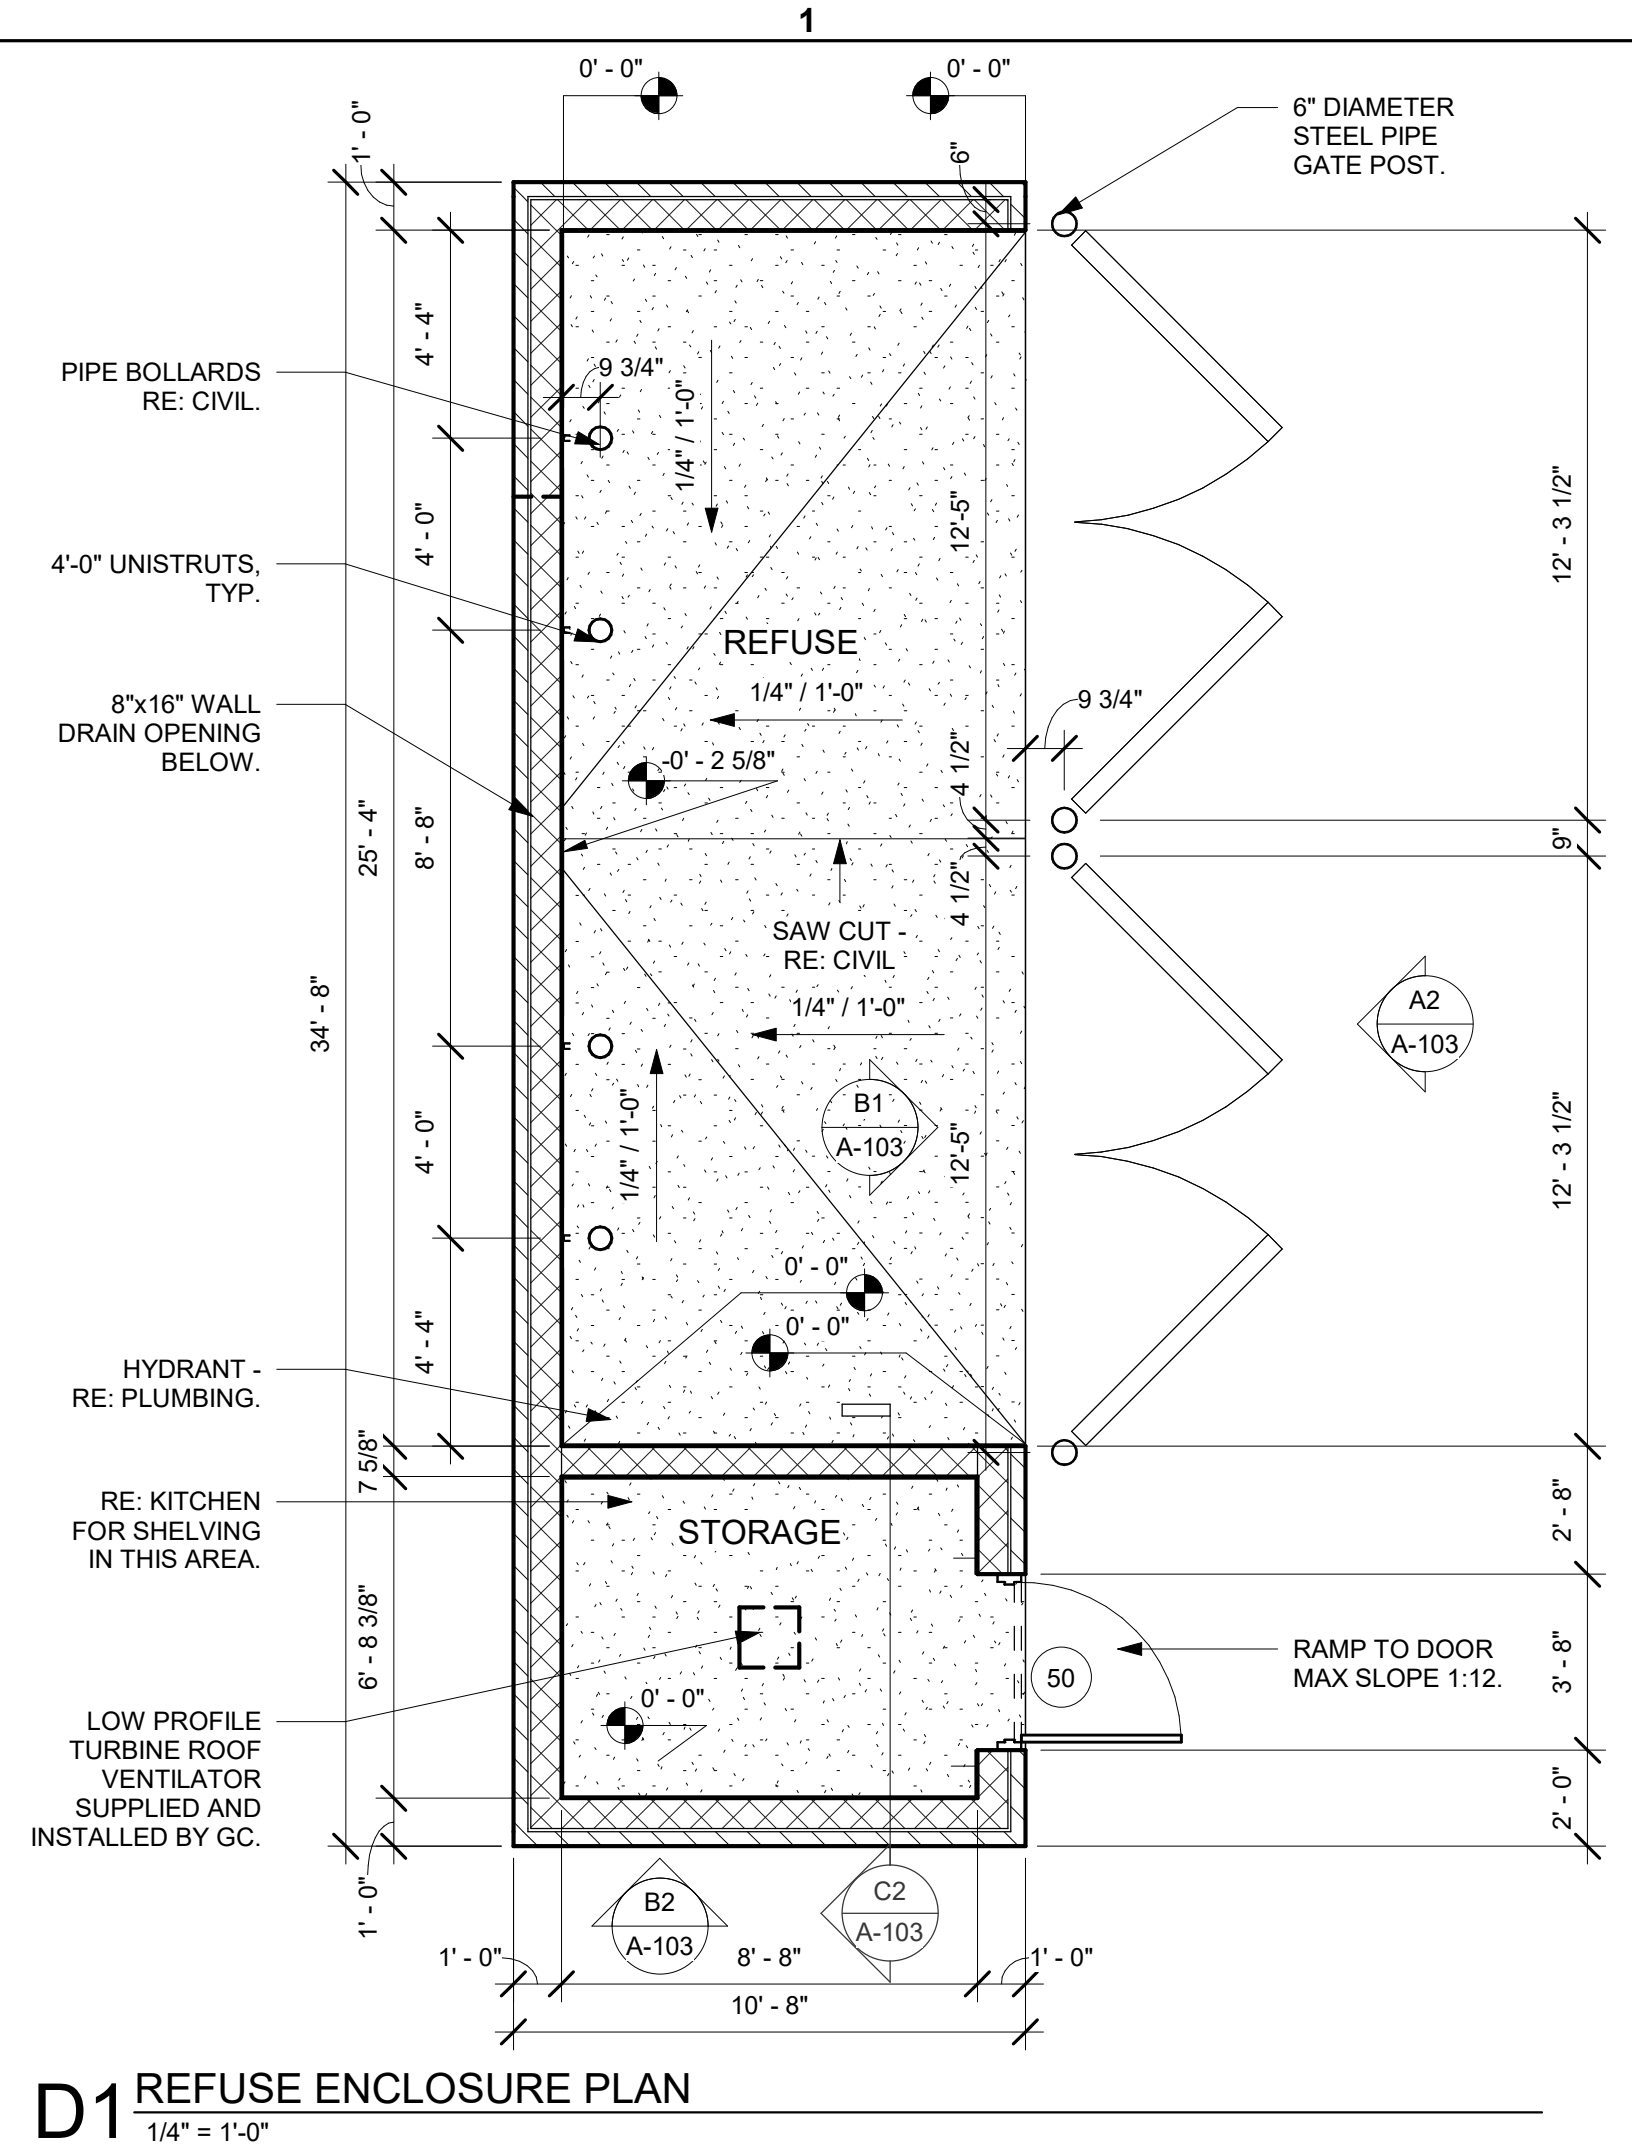 1
0' - 0"
0' - 0"
6" DIAMETER
STEEL PIPE
GATE POST.
1' - 0"
6"
4' - 4"
9 3/4"
PIPE BOLLARDS
RE: CIVIL.
1/4" / 1'-0"
12' - 3 1/2"
4' - 0"
12'-5"
4'-0" UNISTRUTS,
TYP.
REFUSE
1/4" / 1'-0"
9 3/4"
8"x16" WALL
DRAIN OPENING
BELOW.
-0' - 2 5/8"
4 1/2"
25' - 4"
8' - 8"
9"
4 1/2"
SAW CUT -
RE: CIVIL
34' - 8"
1/4" / 1'-0"
A2
A-103
B1
A-103
4' - 0"
1/4" / 1'-0"
12'-5"
12' - 3 1/2"
0' - 0"
0' - 0"
4' - 4"
HYDRANT -
RE: PLUMBING.
7 5/8"
RE: KITCHEN
FOR SHELVING
IN THIS AREA.
STORAGE
2' - 8"
6' - 8 3/8"
50
RAMP TO DOOR
MAX SLOPE 1:12.
3' - 8"
0' - 0"
LOW PROFILE
TURBINE ROOF
VENTILATOR
SUPPLIED AND
INSTALLED BY GC.
2' - 0"
1' - 0"
B2
A-103
C2
A-103
1' - 0"
8' - 8"
1' - 0"
10' - 8"
D1 REFUSE ENCLOSURE PLAN
1/4" = 1'-0"